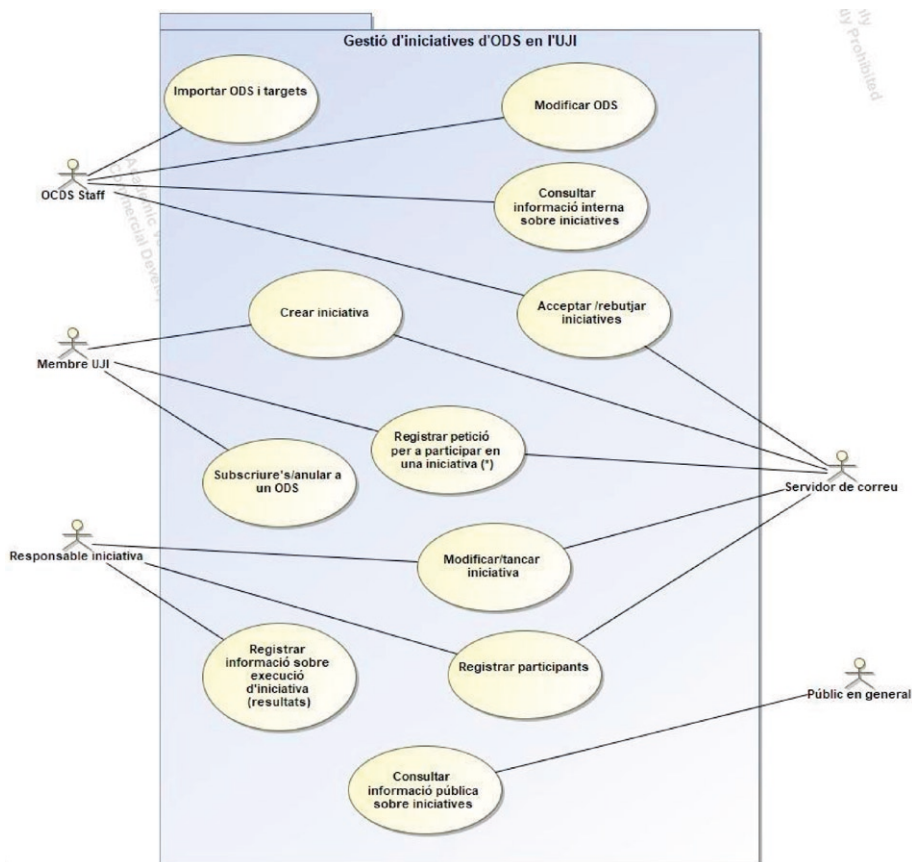 Gestió d'iniciatives d'ODS en l'UJI
Importar ODS i targets
Modificar ODS
OCDS Staff
Consultar
informació interna
sobre iniciatives
Crear iniciativa
Acceptar /rebutjar
iniciatives
Membre UJI
Registrar petició
per a participar en
una iniciativa (*)
Subscriure's/anular a
un ODS
Servidor de correu
Responsable iniciativa
Modificar/tancar
iniciativa
Registrar
informació sobre
execució
d'iniciativa
(resultats)
Registrar participants
Públic en general
Consultar
informació pública
sobre iniciatives
Academic
Commercial
Prohibited